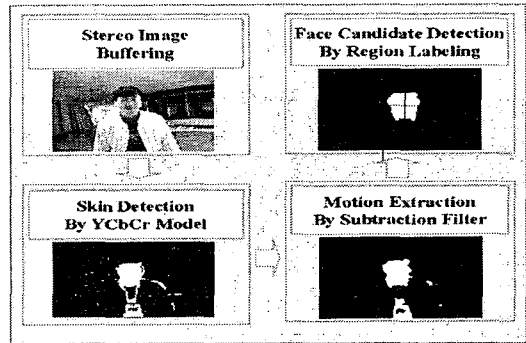 Stereo Image
Buffering
Face Candidate Detection
By Region Labeling
Skin Detection
By YCbCr Model
Motion Extraction
By Subtraction Filter